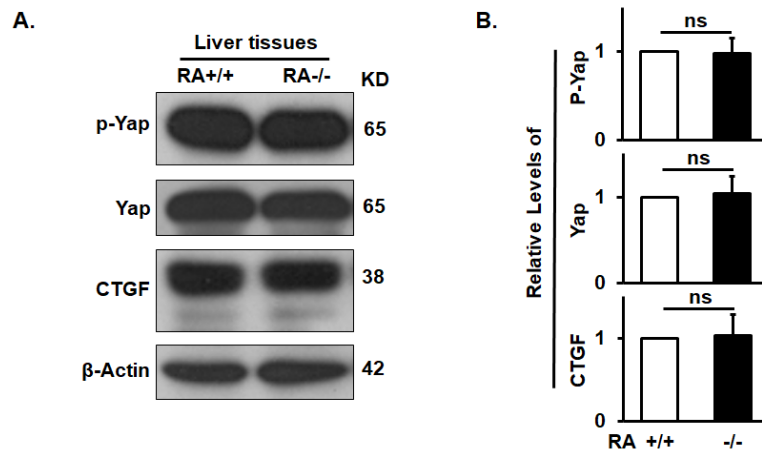 A.
Liver tissues
RA+/+ RA-/- KD
p-Yap 65
Yap 65
CTGF 38
β-Actin 42
B.
Relative Levels of
P-Yap
ns
1
0
Yap
ns
1
0
CTGF
ns
1
0
RA +/+ -/-